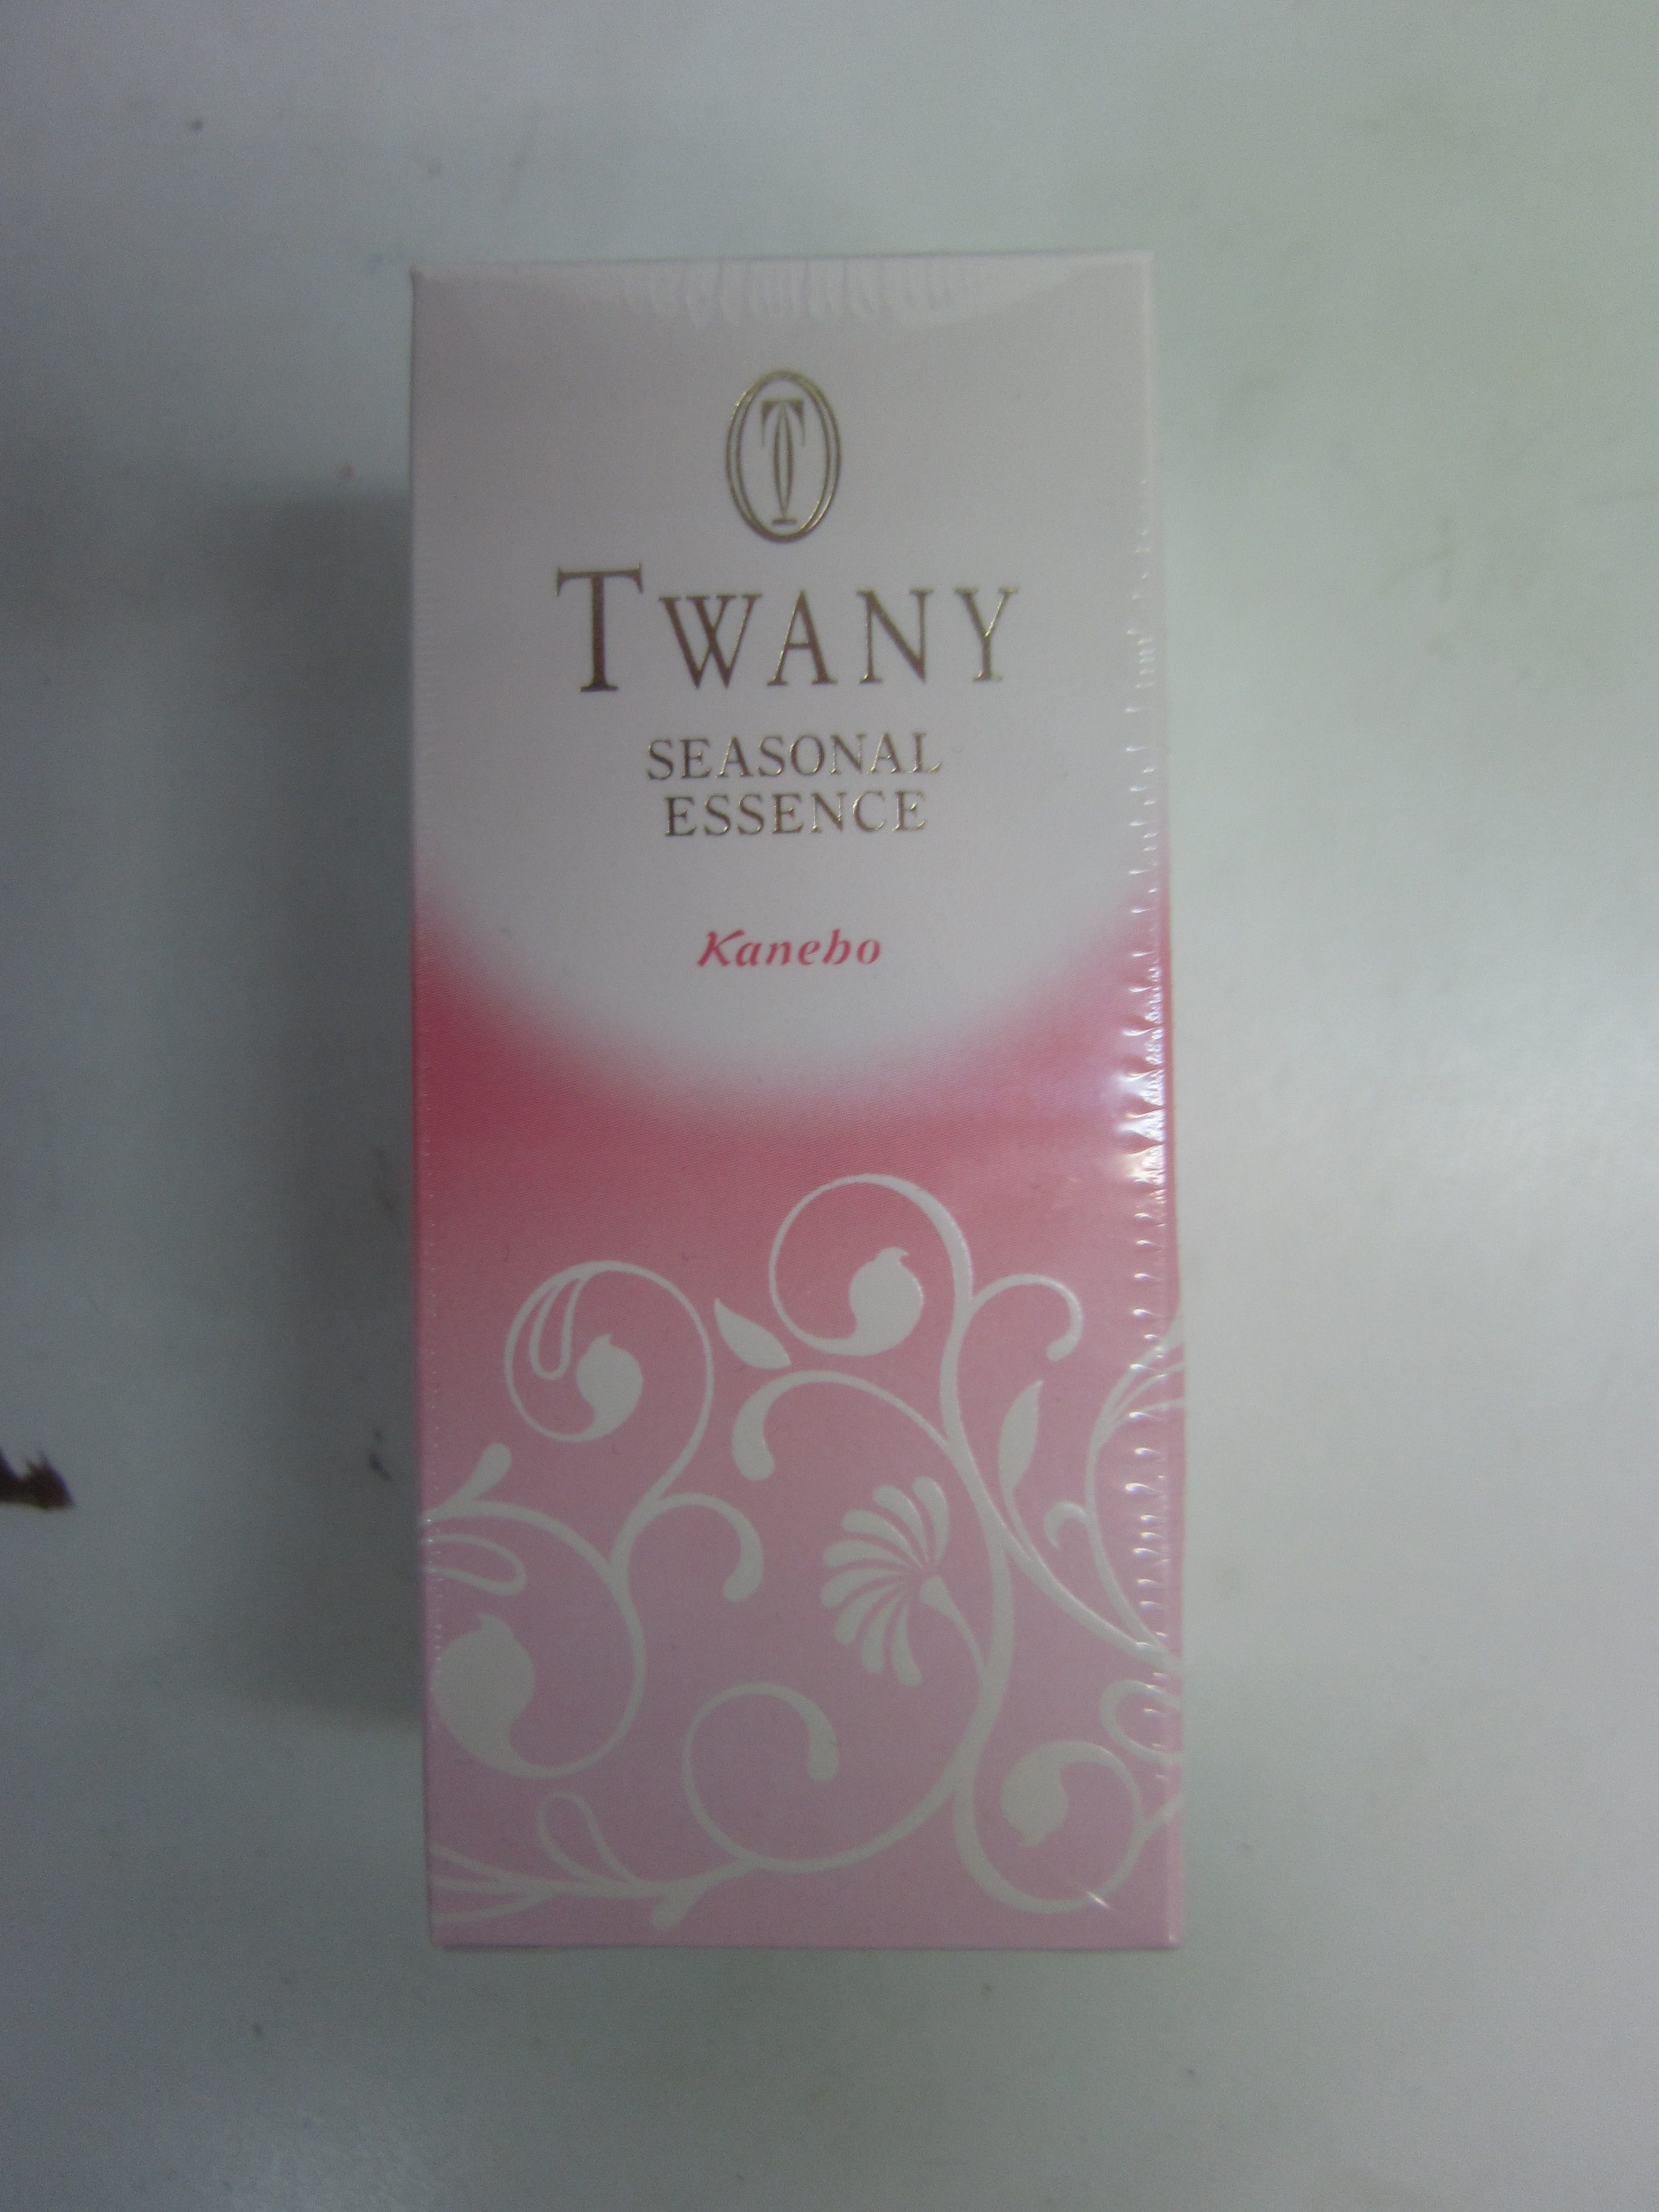 T
TWANY
SEASONAL
ESSENCE
Kanebo